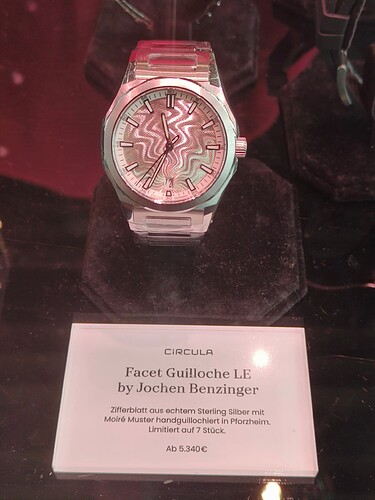 CIRCULA
Facet Guilloche LE
by Jochen Benzinger
Zifferblatt aus echtem Sterling Silber mit
Moiré Muster handguillochiert in Pforzheim.
Limitiert auf 7 Stück.
Ab 5.340€